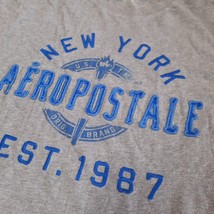 NEW YORK
U.S.
AÉROPOSTALE
ORIG. BRAND
EST. 1987